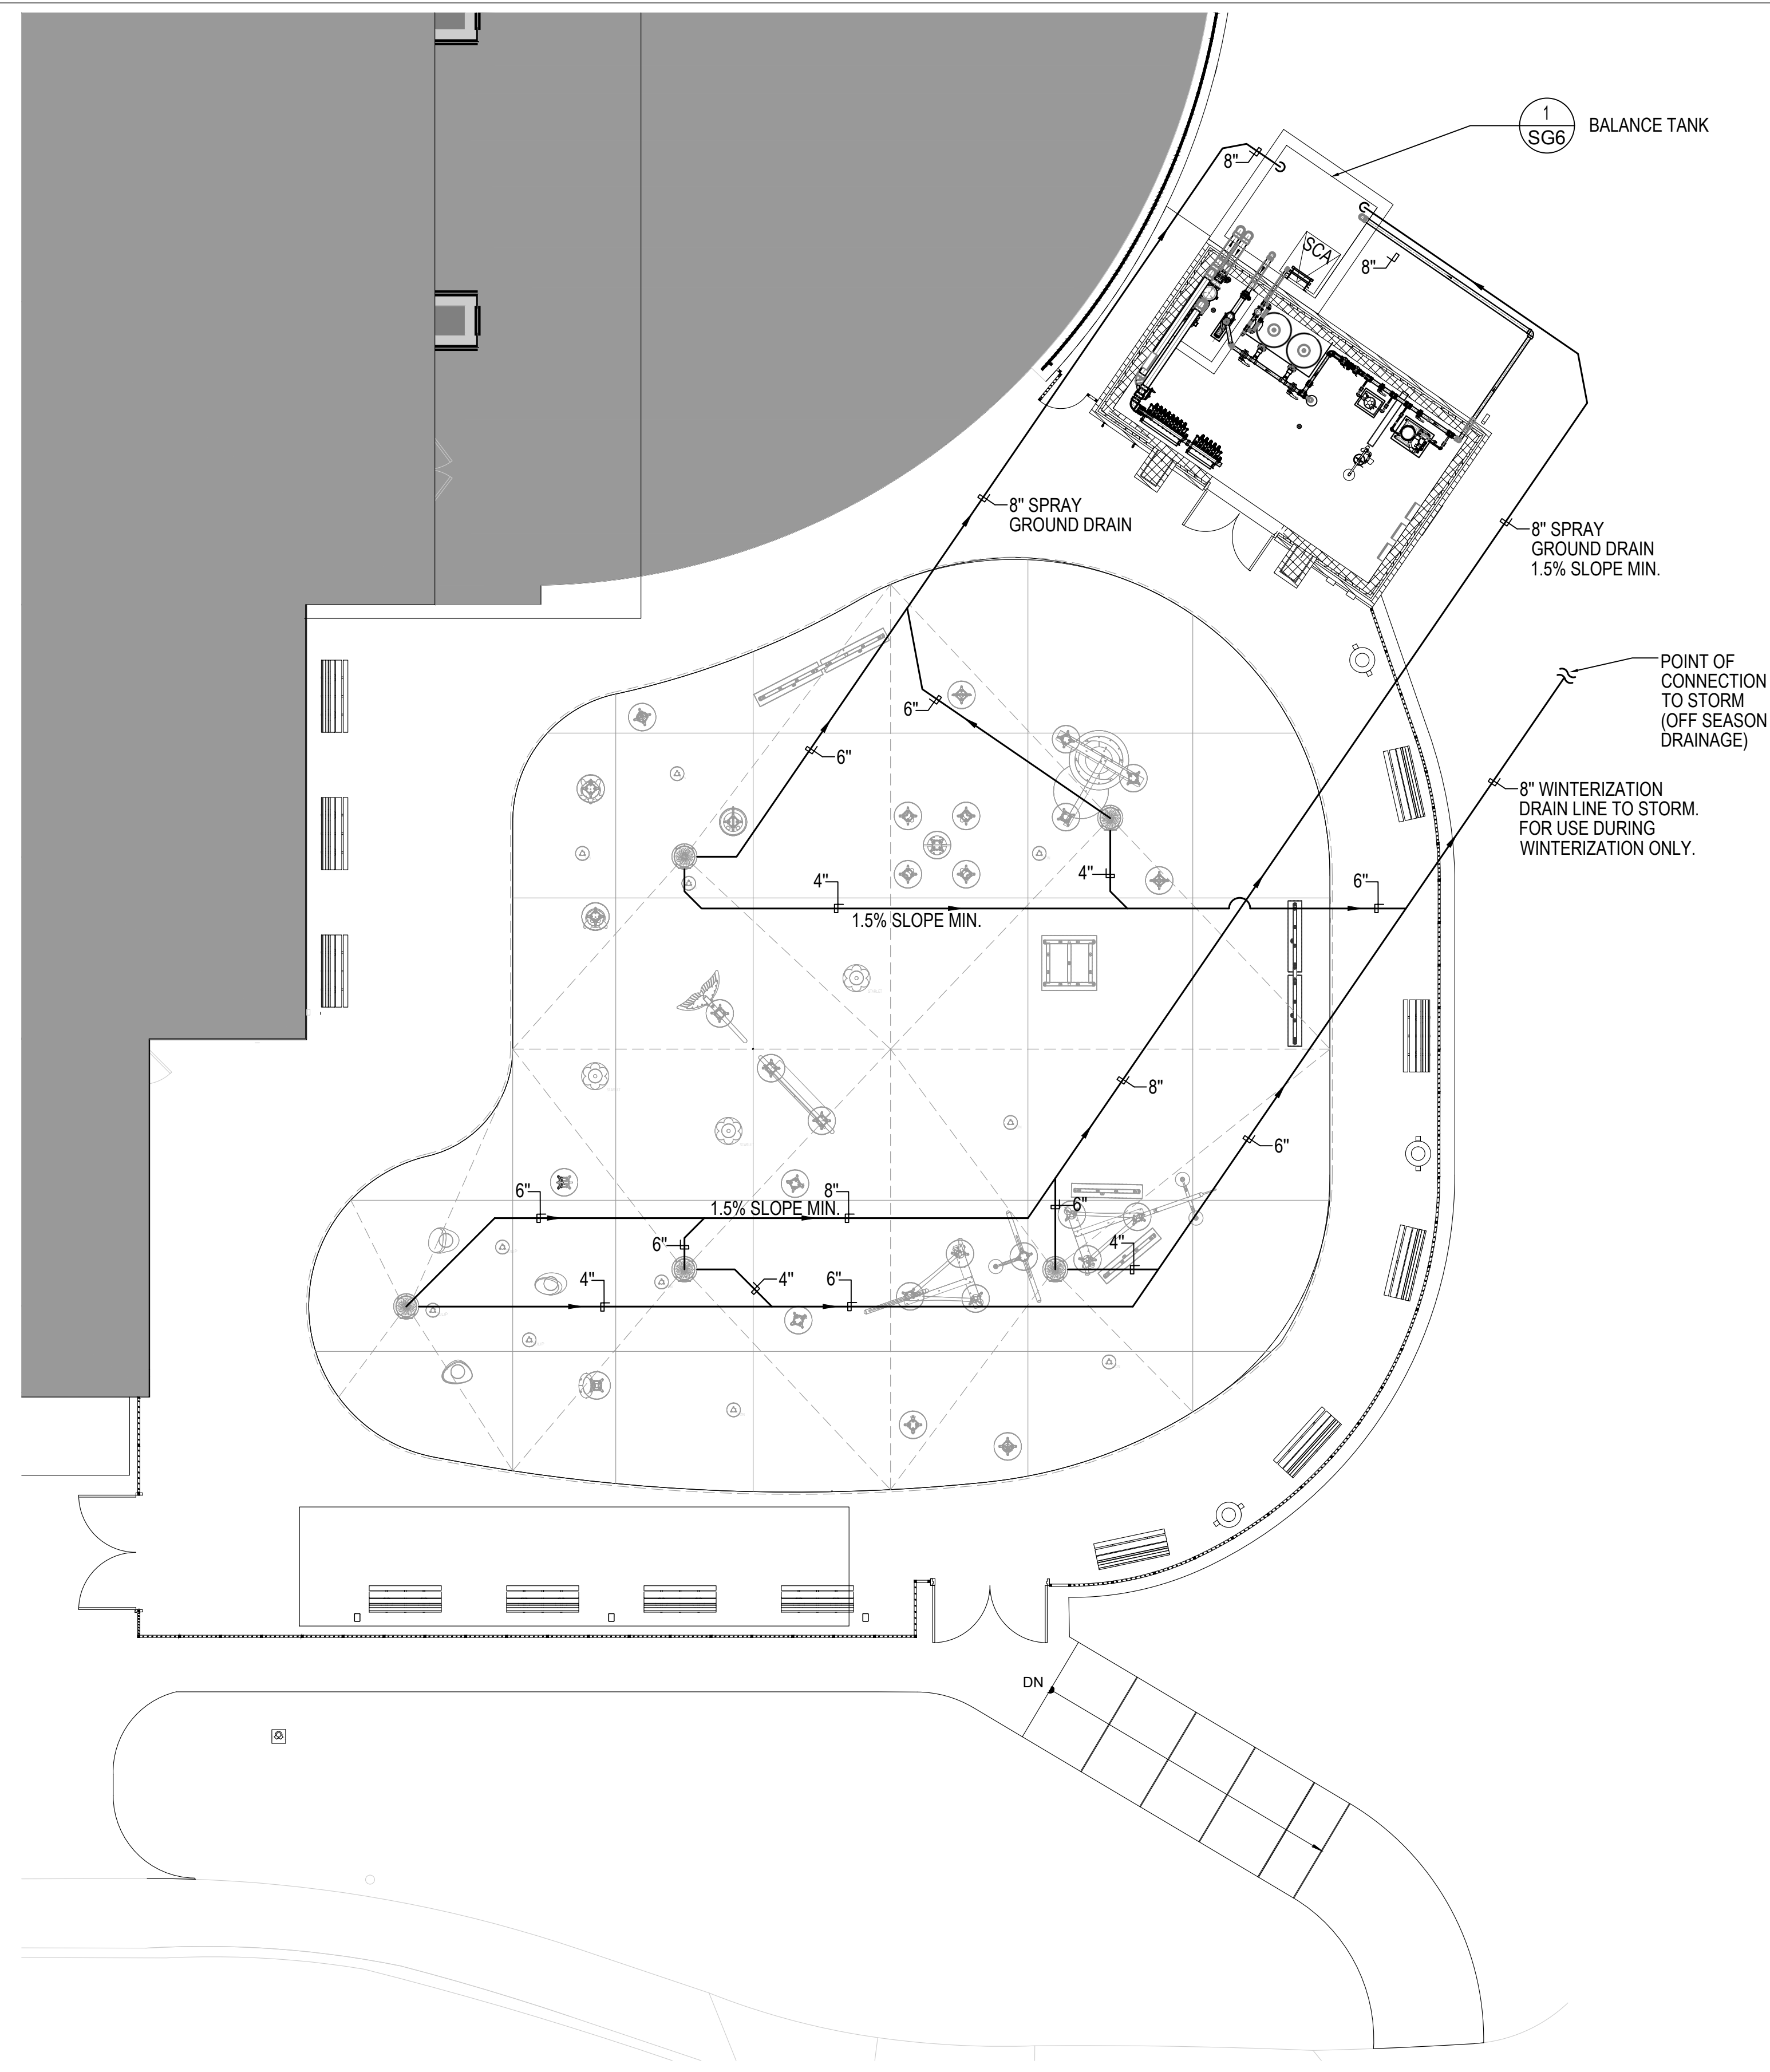 1
SG6
BALANCE TANK
8"
SCA
8"
8" SPRAY
GROUND DRAIN
8" SPRAY
GROUND DRAIN
1.5% SLOPE MIN.
POINT OF
CONNECTION
TO STORM
(OFF SEASON
DRAINAGE)
6"
6"
8" WINTERIZATION
DRAIN LINE TO STORM.
FOR USE DURING
WINTERIZATION ONLY.
4"
4"
6"
1.5% SLOPE MIN.
8"
6"
6"
8"
1.5% SLOPE MIN.
6"
6"
4"
4"
4"
6"
DN